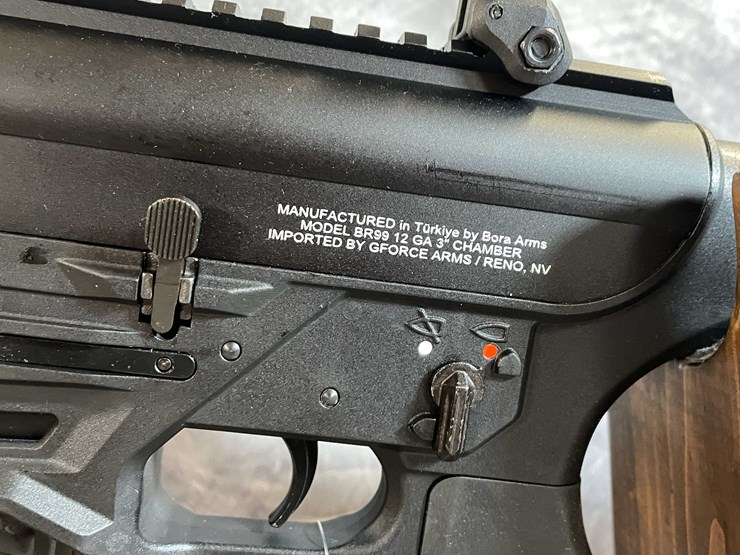 MANUFACTURED in Türkiye by Bora Arms
MODEL BR99 12 GA 3" CHAMBER
IMPORTED BY GFORCE ARMS / RENO, NV